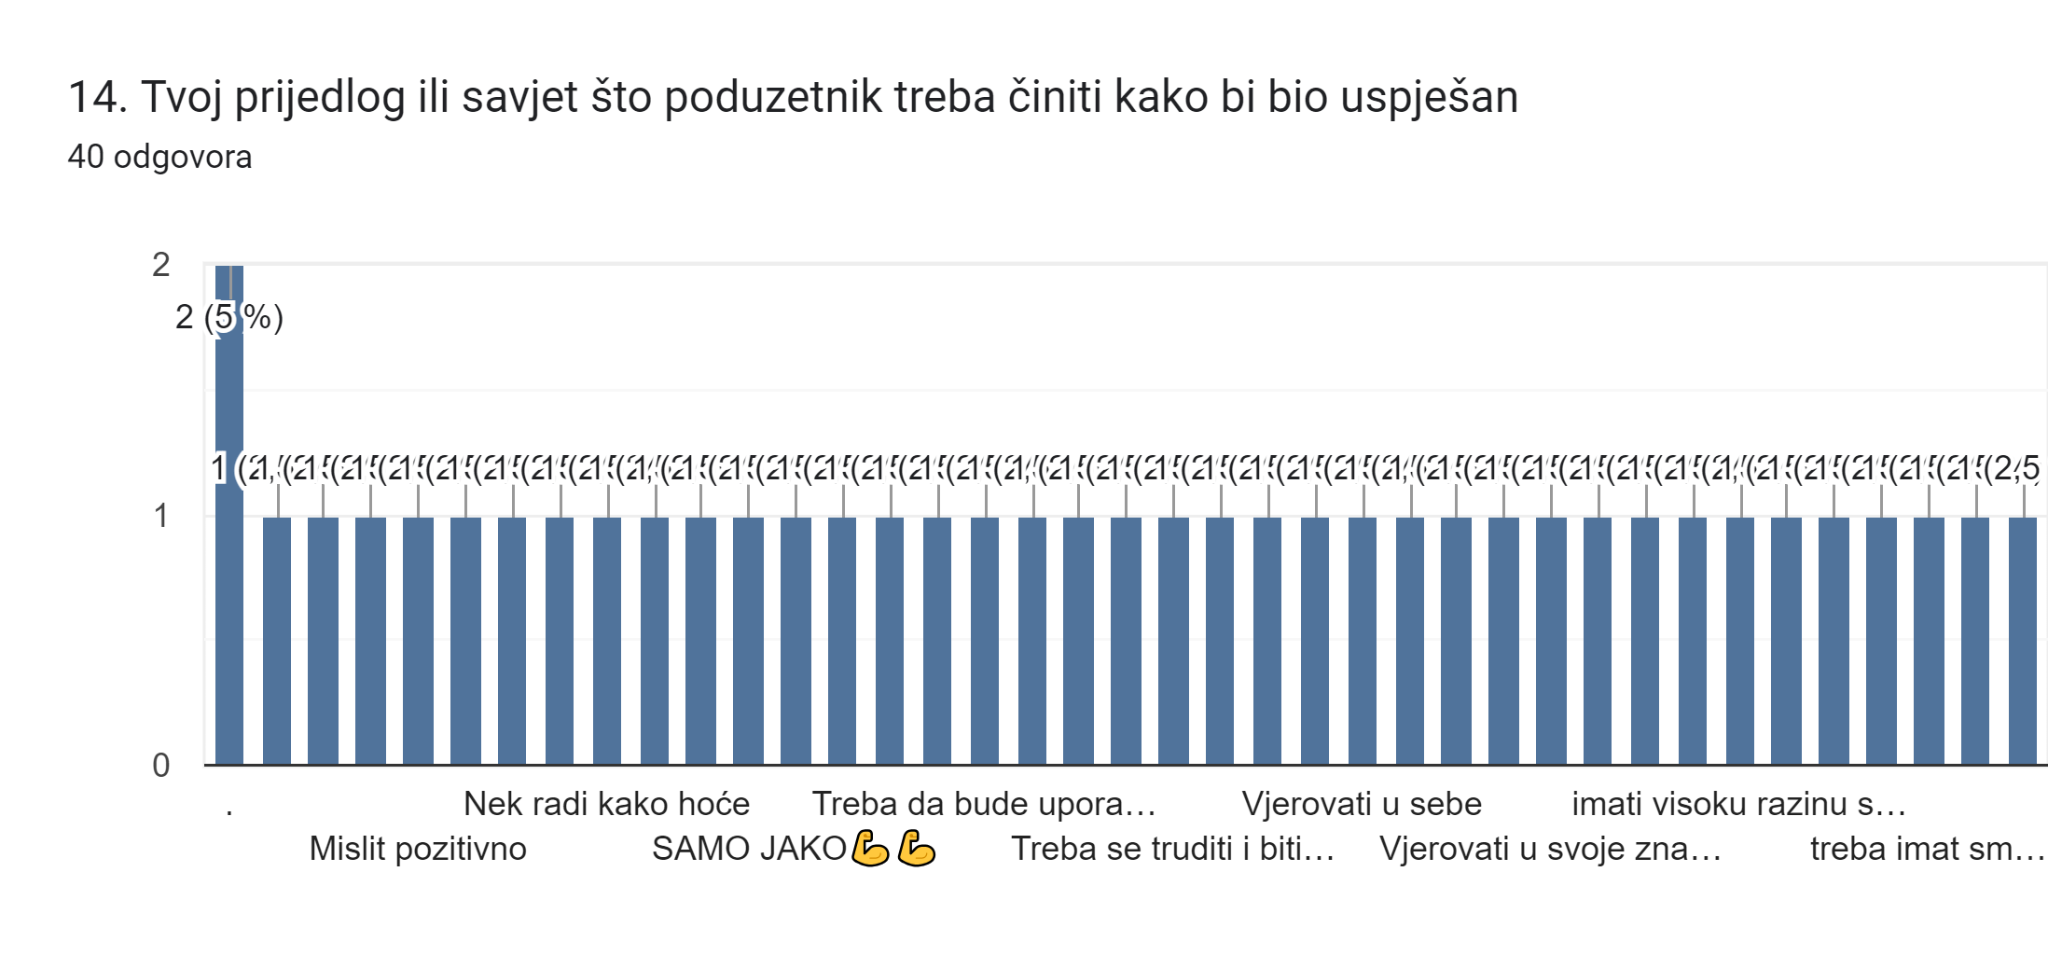 14. Tvoj prijedlog ili savjet što poduzetnik treba činiti kako bi bio uspješan
40 odgovora
2
2 (5 %)
1
0
.
Nek radi kako hoće
Treba da bude upora…
Vjerovati u sebe
imati visoku razinu s…
Mislit pozitivno
SAMO JAKO💪💪
Treba se truditi i biti…
Vjerovati u svoje zna…
treba imat sm…